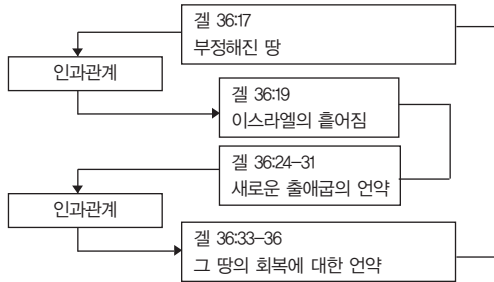 겔 36:17
부정해진 땅
인과관계
겔 36:19
이스라엘의 흩어짐
겔 36:24-31
새로운 출애굽의 언약
인과관계
겔 36:33-36
그 땅의 회복에 대한 언약